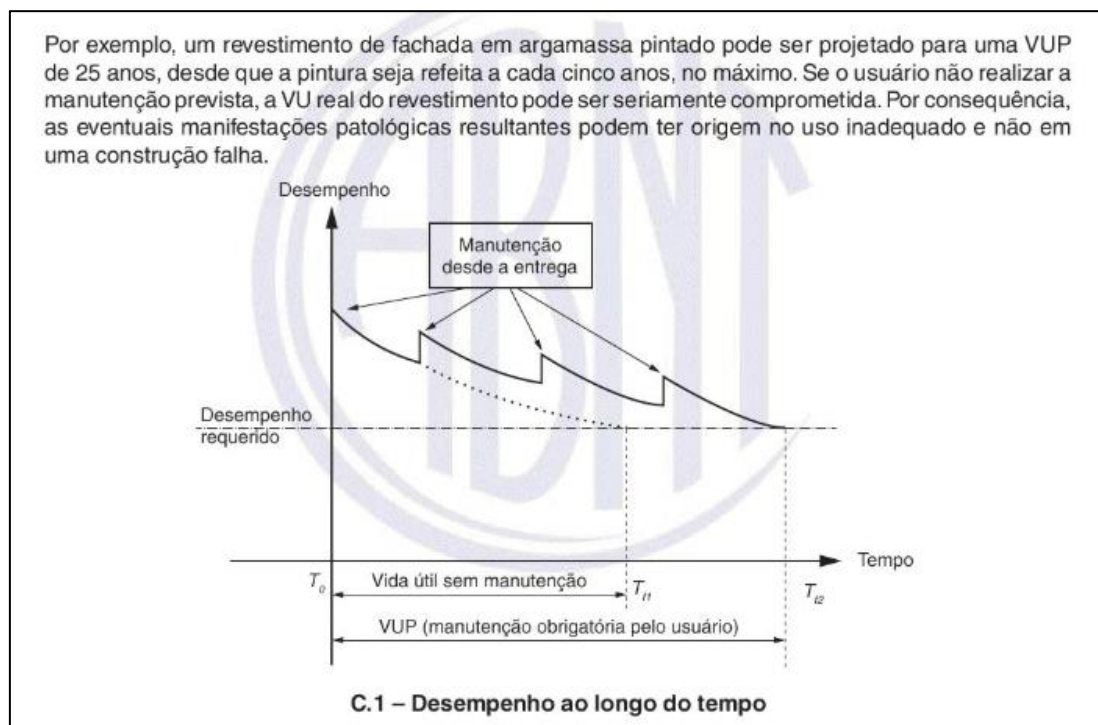 Por exemplo, um revestimento de fachada em argamassa pintado pode ser projetado para uma VUP
de 25 anos, desde que a pintura seja refeita a cada cinco anos, no máximo. Se o usuário não realizar a
manutenção prevista, a VU real do revestimento pode ser seriamente comprometida. Por consequência,
as eventuais manifestações patológicas resultantes podem ter origem no uso inadequado e não em
uma construção falha.
Desempenho
Manutenção
desde a entrega
Desempenho
requerido
Tempo
T₀
Vida útil sem manutenção
Tₜ₁
Tₜ₂
VUP (manutenção obrigatória pelo usuário)
C.1 – Desempenho ao longo do tempo
ABNT